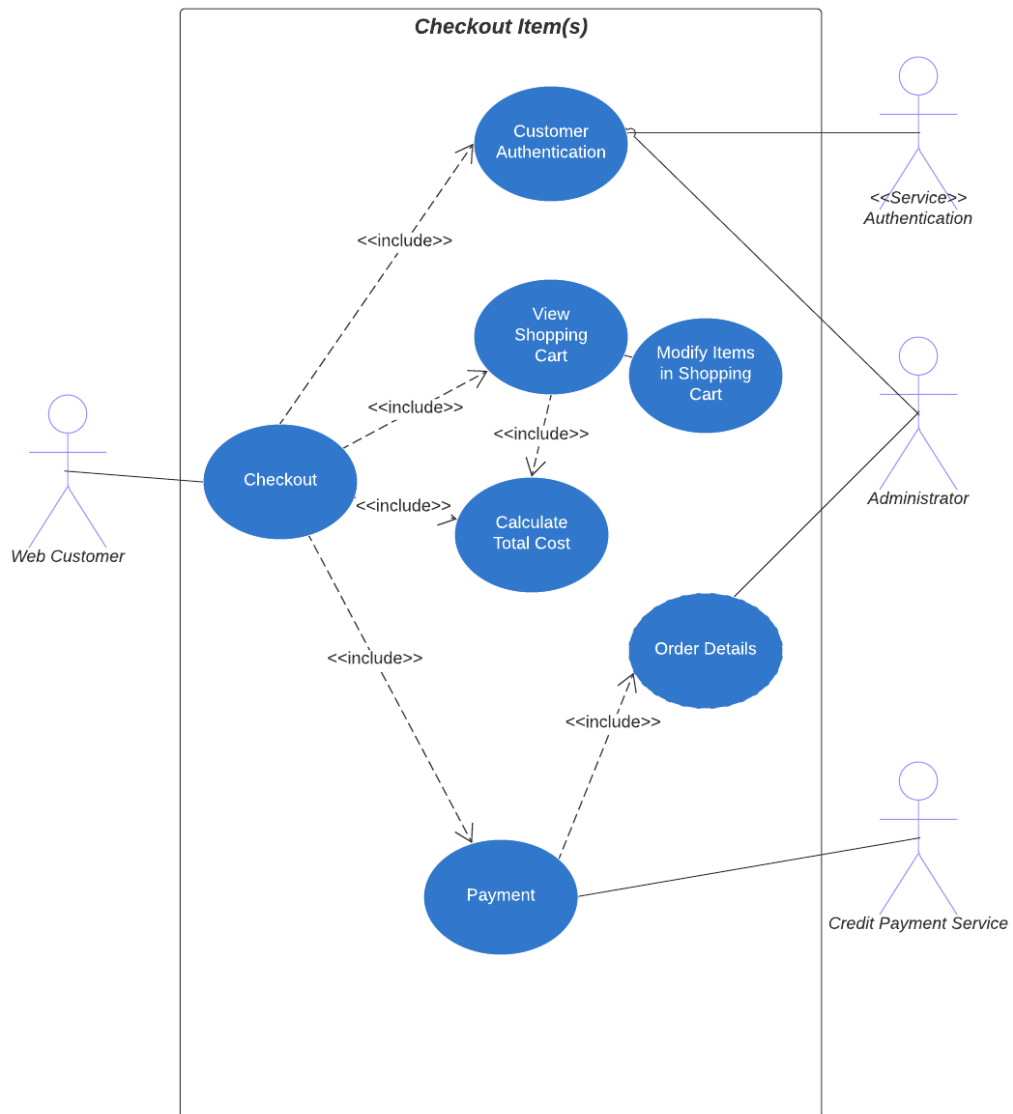 Checkout Item(s)
Customer
Authentication
<<Service>>
Authentication
<<include>>
View
Shopping
Cart
Modify Items
in Shopping
Cart
<<include>>
<<include>>
Checkout
<<include>>
Calculate
Total Cost
Administrator
Web Customer
<<include>>
Order Details
<<include>>
Payment
Credit Payment Service